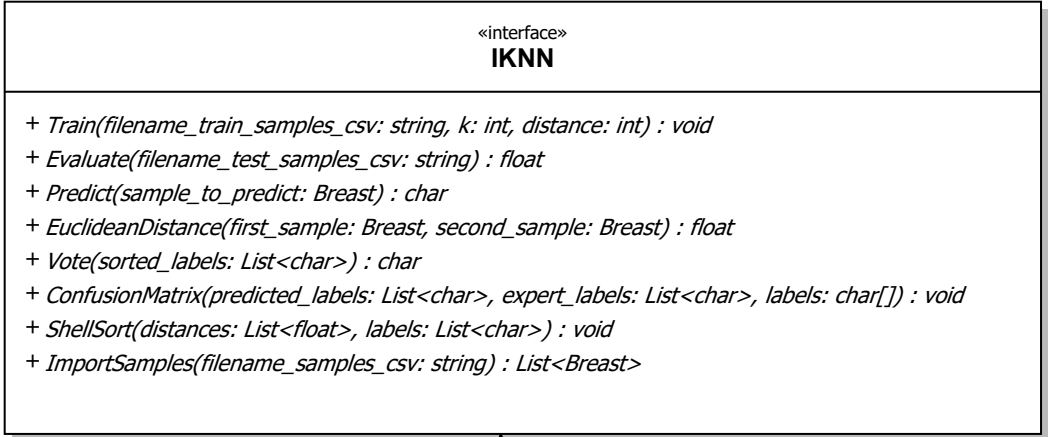 «interface»
IKNN
+ Train(filename_train_samples_csv: string, k: int, distance: int) : void
+ Evaluate(filename_test_samples_csv: string) : float
+ Predict(sample_to_predict: Breast) : char
+ EuclideanDistance(first_sample: Breast, second_sample: Breast) : float
+ Vote(sorted_labels: List<char>) : char
+ ConfusionMatrix(predicted_labels: List<char>, expert_labels: List<char>, labels: char[]) : void
+ ShellSort(distances: List<float>, labels: List<char>) : void
+ ImportSamples(filename_samples_csv: string) : List<Breast>